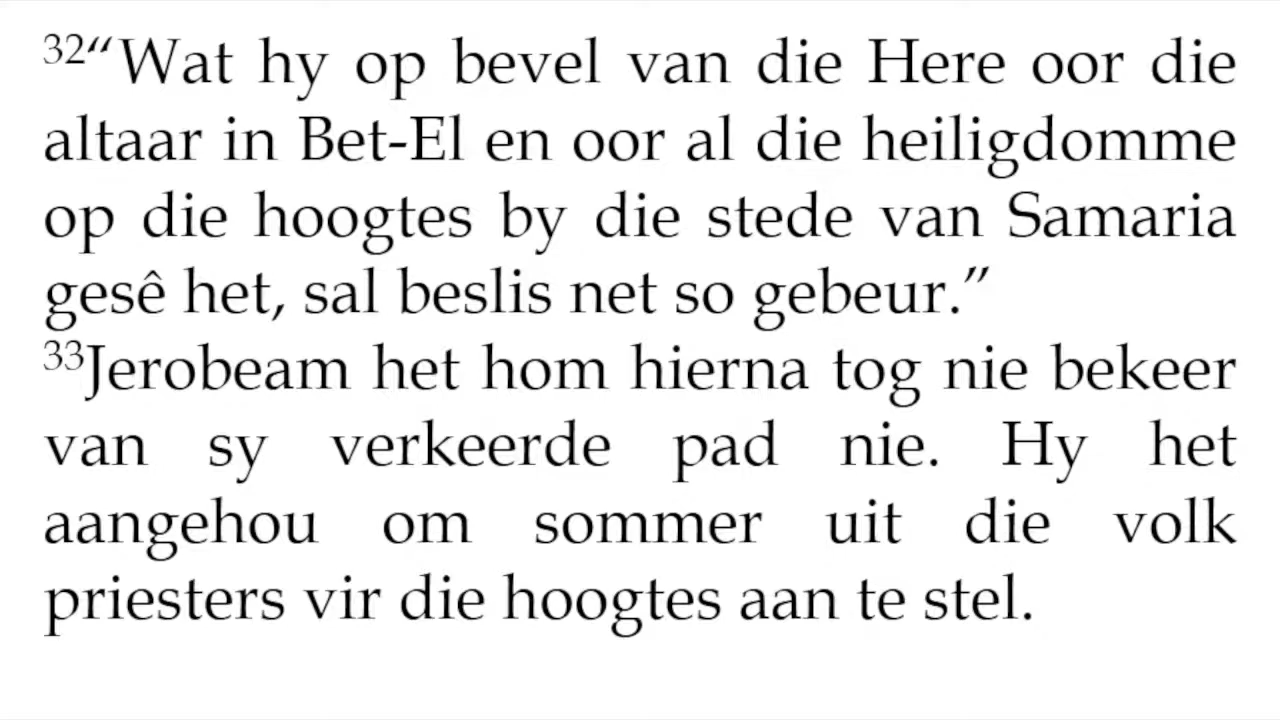 ³²“Wat hy op bevel van die Here oor die
altaar in Bet-El en oor al die heiligdomme
op die hoogtes by die stede van Samaria
gesê het, sal beslis net so gebeur.”
³³Jerobeam het hom hierna tog nie bekeer
van sy verkeerde pad nie. Hy het
aangehou om sommer uit die volk
priesters vir die hoogtes aan te stel.